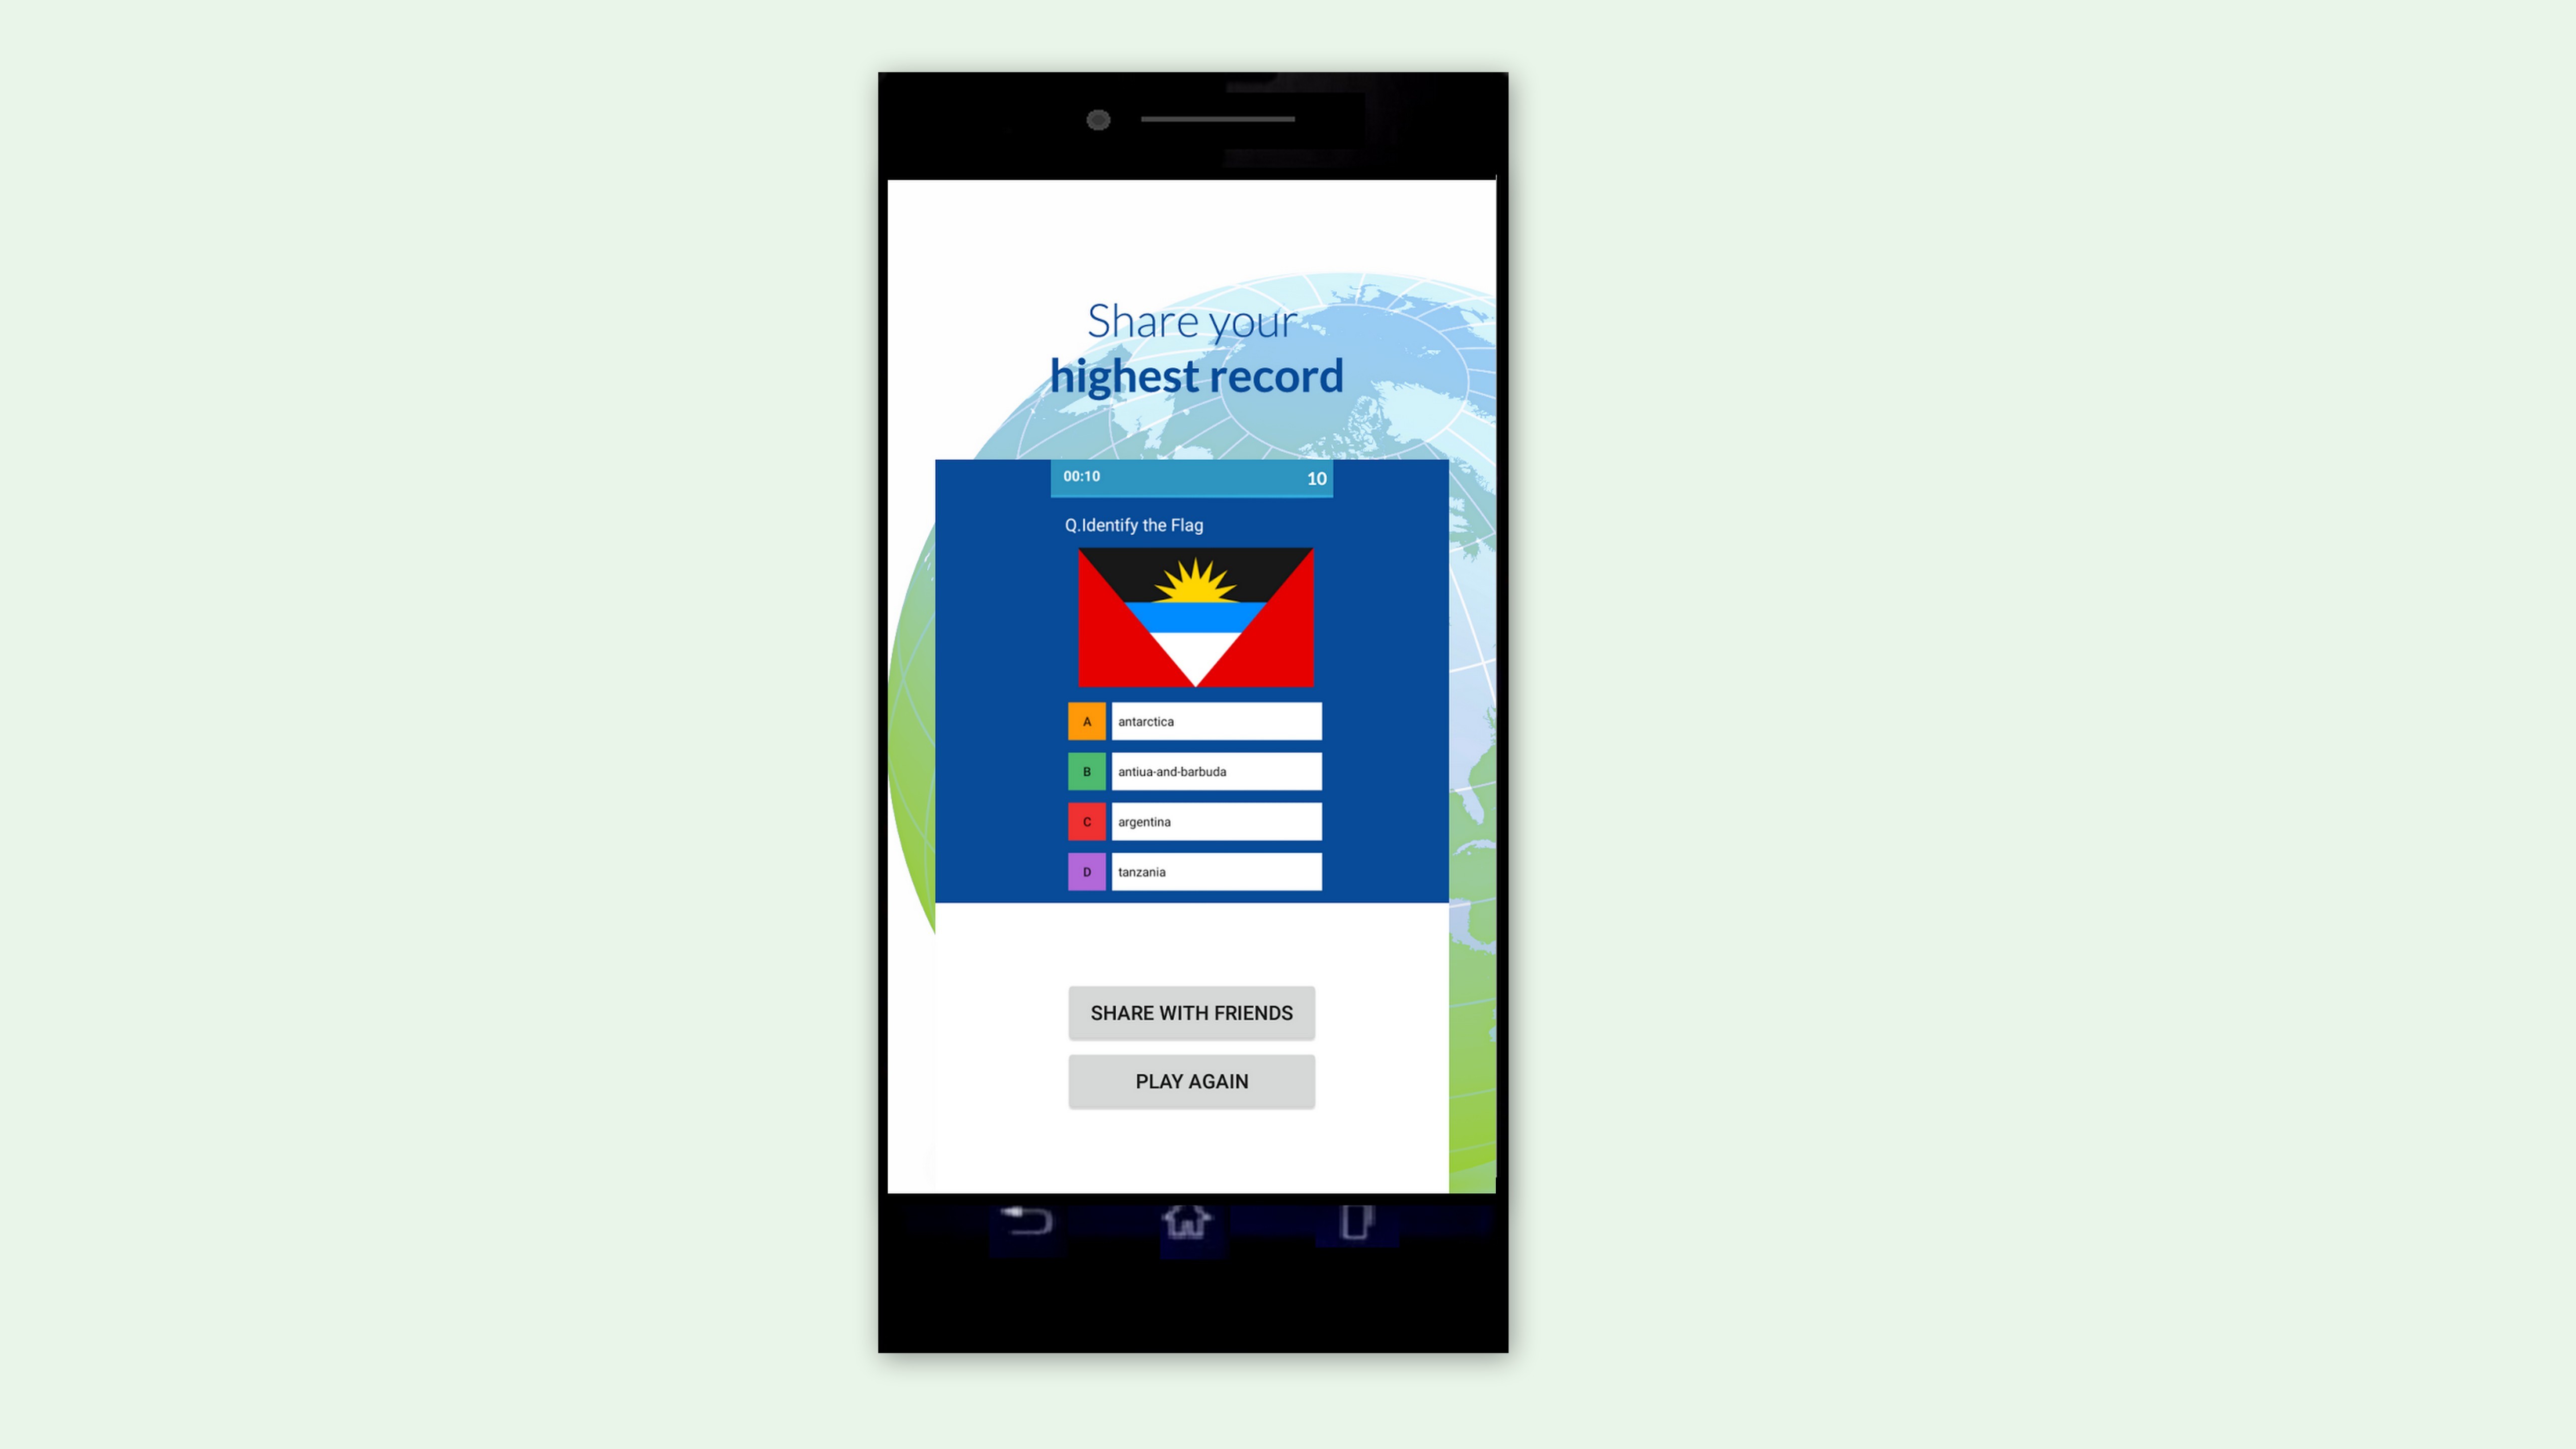 Share your
highest record
00:10 10
Q.Identify the Flag
A antarctica
B antiua-and-barbuda
C argentina
D tanzania
SHARE WITH FRIENDS
PLAY AGAIN